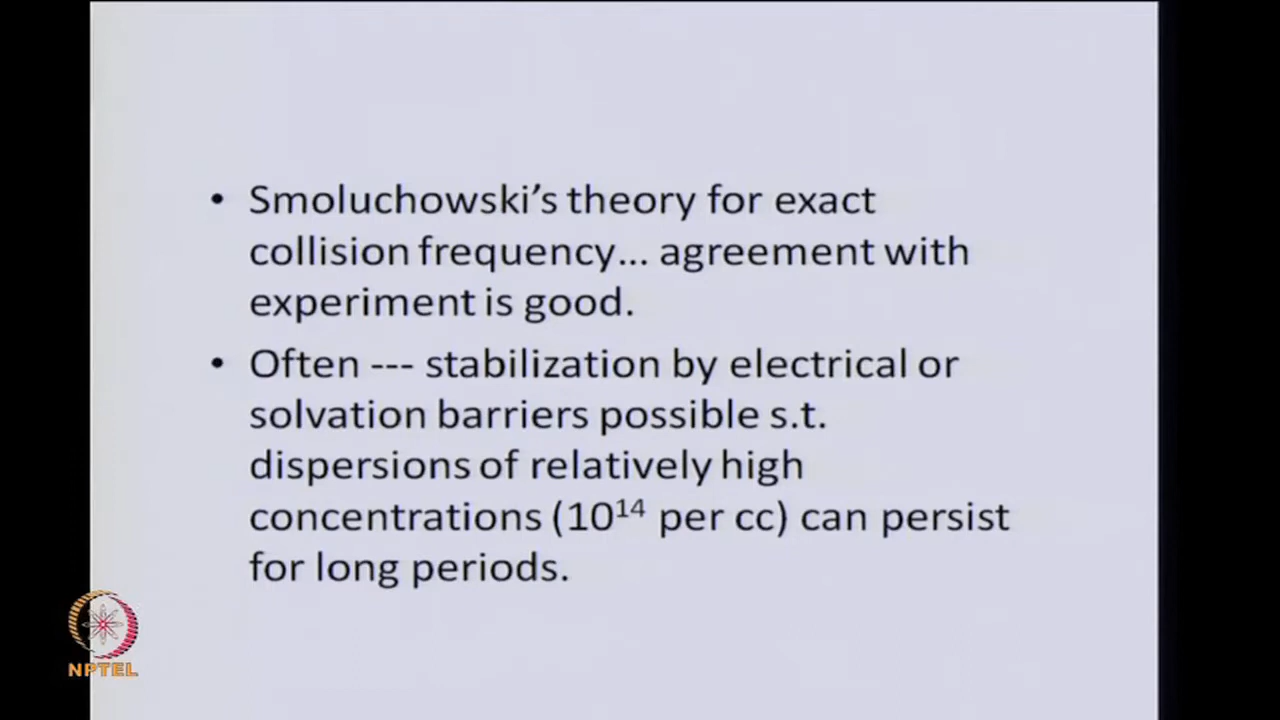 • Smoluchowski’s theory for exact
collision frequency... agreement with
experiment is good.
• Often --- stabilization by electrical or
solvation barriers possible s.t.
dispersions of relatively high
concentrations (10¹⁴ per cc) can persist
for long periods.
NPTEL